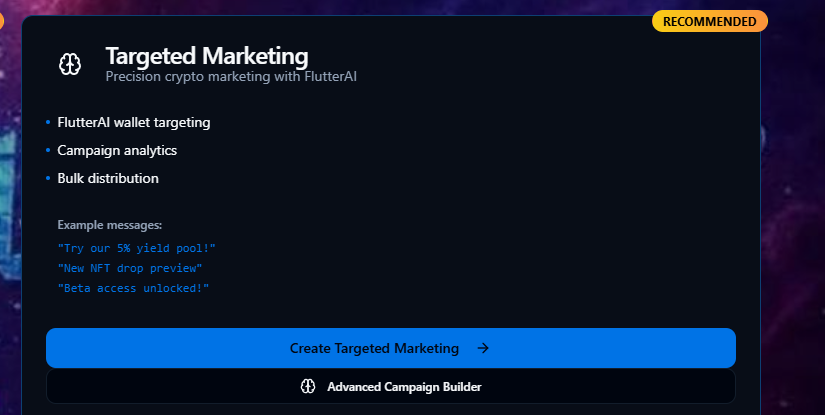 RECOMMENDED
Targeted Marketing
Precision crypto marketing with FlutterAI
FlutterAI wallet targeting
Campaign analytics
Bulk distribution
Example messages:
"Try our 5% yield pool!"
"New NFT drop preview"
"Beta access unlocked!"
Create Targeted Marketing
Advanced Campaign Builder